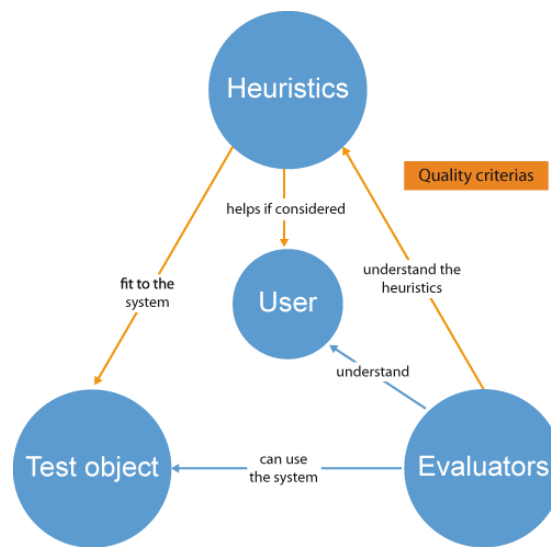 Heuristics
Quality criterias
helps if considered
fit to the
system
understand the
heuristics
User
understand
Test object
can use
the system
Evaluators